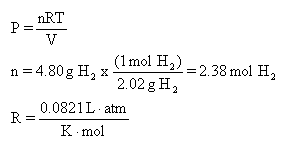 P = nRT / V
n = 4.80 g H₂ x (1 mol H₂) / 2.02 g H₂ = 2.38 mol H₂
R = 0.0821 L · atm / K · mol